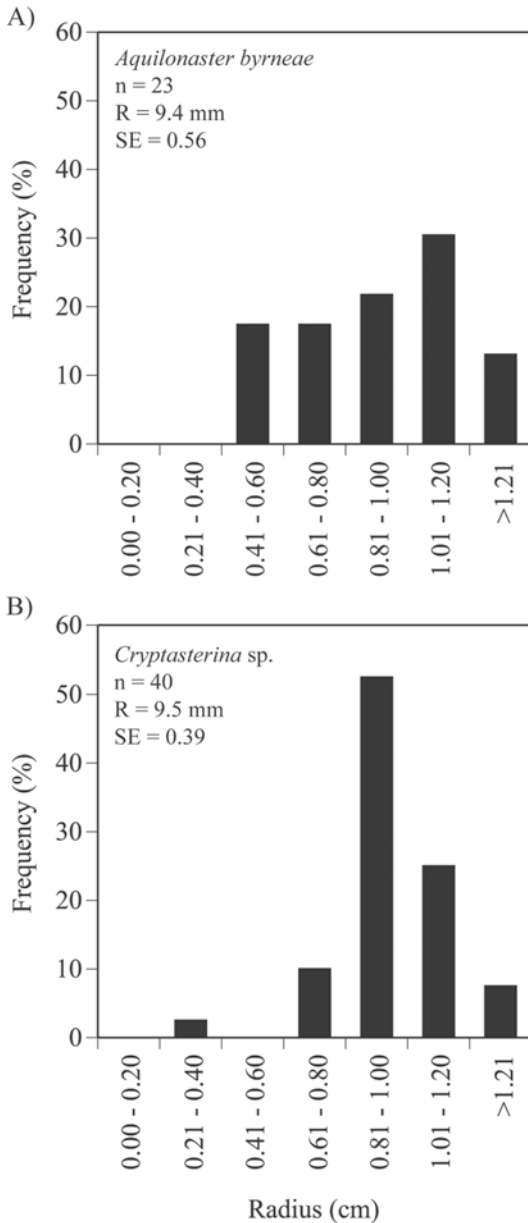 A)
60
50
40
30
20
10
0
Frequency (%)
Aquilonaster byrneae
n = 23
R = 9.4 mm
SE = 0.56
0.00 - 0.20
0.21 - 0.40
0.41 - 0.60
0.61 - 0.80
0.81 - 1.00
1.01 - 1.20
>1.21
B)
60
50
40
30
20
10
0
Frequency (%)
Cryptasterina sp.
n = 40
R = 9.5 mm
SE = 0.39
0.00 - 0.20
0.21 - 0.40
0.41 - 0.60
0.61 - 0.80
0.81 - 1.00
1.01 - 1.20
>1.21
Radius (cm)